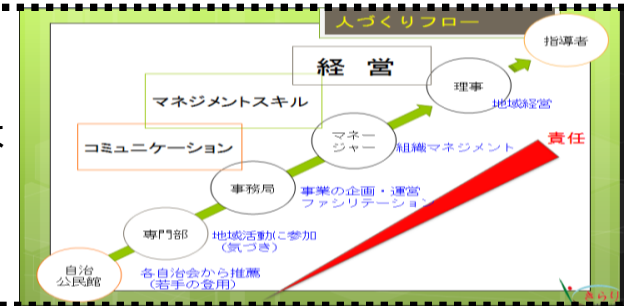 人づくりフロー
指導者
経 営
理事
地域経営
マネジメントスキル
マネー
ジャー
組織マネジメント
責任
コミュニケーション
事務局
事業の企画・運営
ファシリテーション
専門部
地域活動に参加
(気づき)
自治
公民館
各自治会から推薦
(若手の登用)